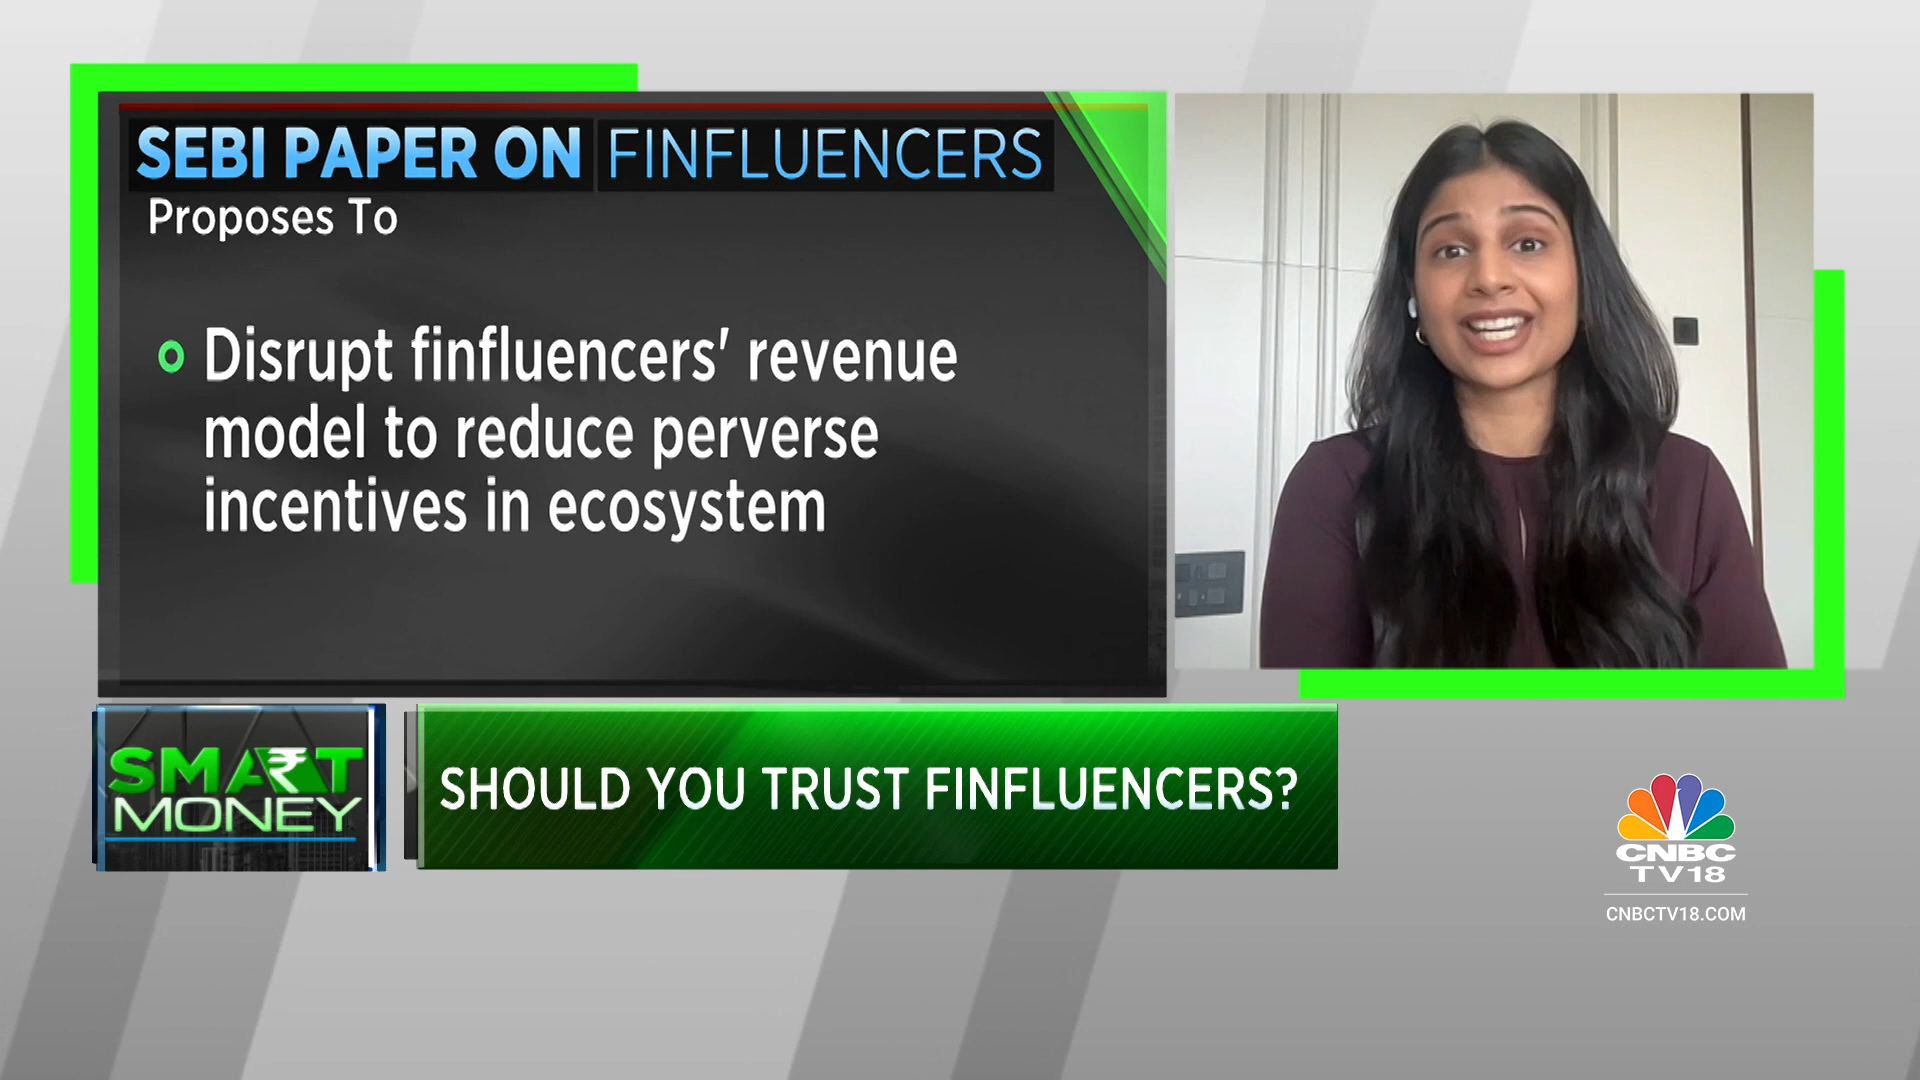 SEBI PAPER ON FINFLUENCERS
Proposes To
Disrupt finfluencers' revenue
model to reduce perverse
incentives in ecosystem
SMART
MONEY
SHOULD YOU TRUST FINFLUENCERS?
CNBC
TV18
CNBCTV18.COM